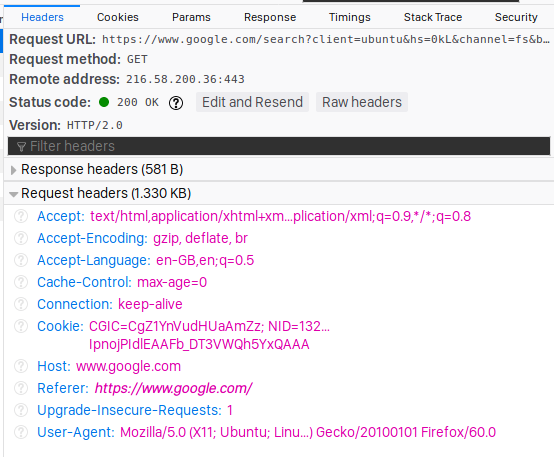 Headers Cookies Params Response Timings Stack Trace Security
Request URL: https://www.google.com/search?client=ubuntu&hs=0kL&channel=fs&b…
Request method: GET
Remote address: 216.58.200.36:443
Status code: 200 OK ? Edit and Resend Raw headers
Version: HTTP/2.0
Filter headers
Response headers (581 B)
Request headers (1.330 KB)
? Accept: text/html,application/xhtml+xm…plication/xml;q=0.9,*/*;q=0.8
? Accept-Encoding: gzip, deflate, br
? Accept-Language: en-GB,en;q=0.5
? Cache-Control: max-age=0
? Connection: keep-alive
? Cookie: CGIC=CgZ1YnVudHUaAmZz; NID=132…
IpnojPIdlEAAFb_DT3VWQh5YxQAAA
? Host: www.google.com
? Referer: https://www.google.com/
? Upgrade-Insecure-Requests: 1
? User-Agent: Mozilla/5.0 (X11; Ubuntu; Linu…) Gecko/20100101 Firefox/60.0